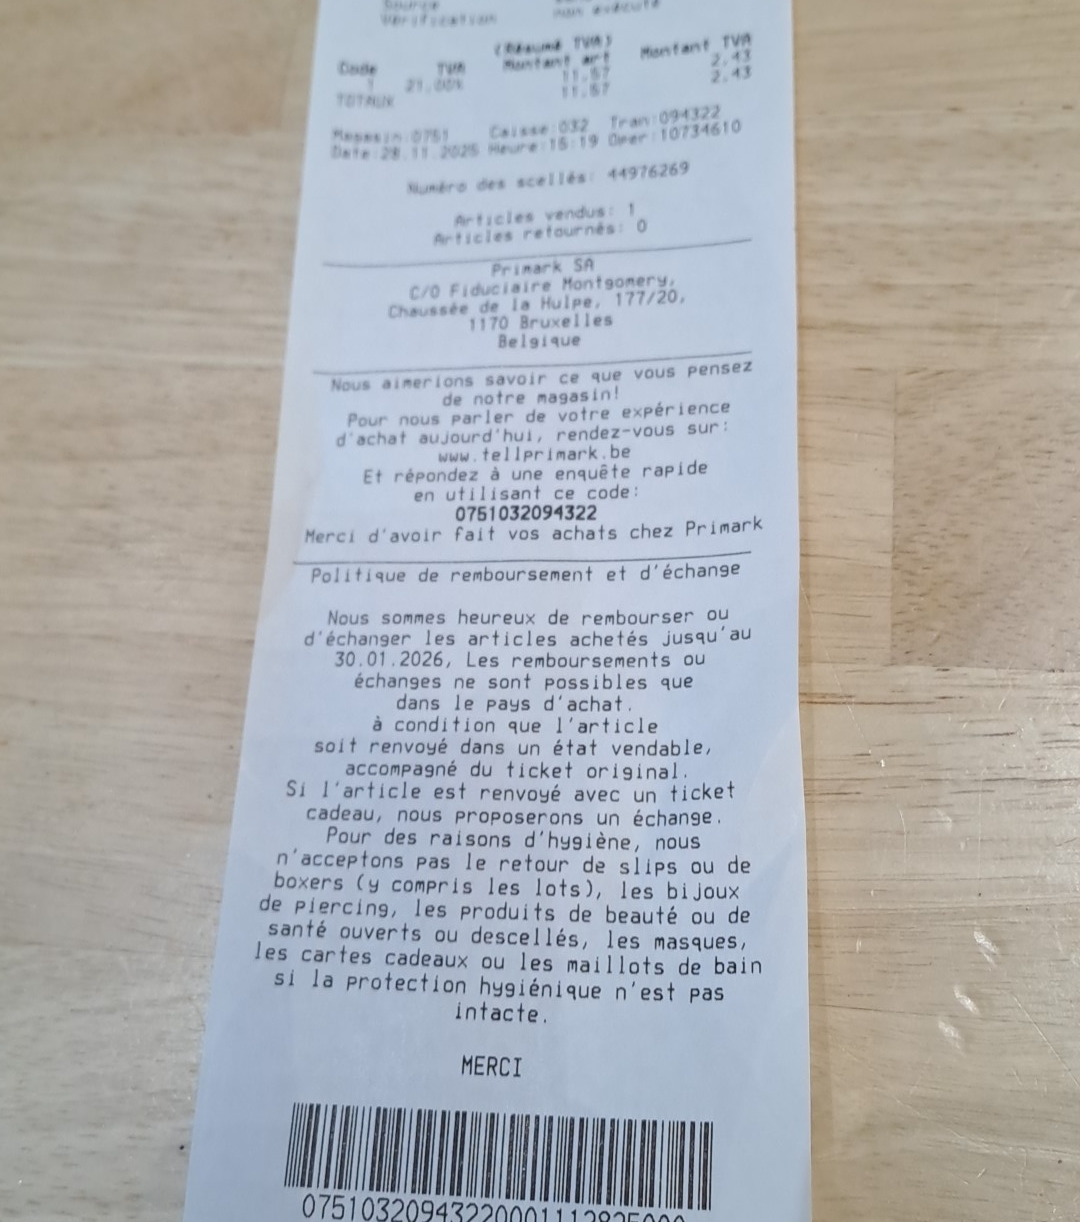 Source
Vérification non exécuté
(Résumé TVA)
Code TVA Montant art Montant TVA
1 21.00% 11.57 2.43
TOTAUX 11.57 2.43
Magasin:0751 Caisse:032 Tran:094322
Date:28.11.2025 Heure:15:19 Oper:10734610
Numéro des scellés: 44976269
Articles vendus: 1
Articles retournés: 0
Primark SA
C/O Fiduciaire Montgomery,
Chaussée de la Hulpe, 177/20,
1170 Bruxelles
Belgique
Nous aimerions savoir ce que vous pensez
de notre magasin!
Pour nous parler de votre expérience
d'achat aujourd'hui, rendez-vous sur:
www.tellprimark.be
Et répondez à une enquête rapide
en utilisant ce code:
0751032094322
Merci d'avoir fait vos achats chez Primark
Politique de remboursement et d'échange
Nous sommes heureux de rembourser ou
d'échanger les articles achetés jusqu'au
30.01.2026, Les remboursements ou
échanges ne sont possibles que
dans le pays d'achat.
à condition que l'article
soit renvoyé dans un état vendable,
accompagné du ticket original.
Si l'article est renvoyé avec un ticket
cadeau, nous proposerons un échange.
Pour des raisons d'hygiène, nous
n'acceptons pas le retour de slips ou de
boxers (y compris les lots), les bijoux
de piercing, les produits de beauté ou de
santé ouverts ou descellés, les masques,
les cartes cadeaux ou les maillots de bain
si la protection hygiénique n'est pas
intacte.
MERCI